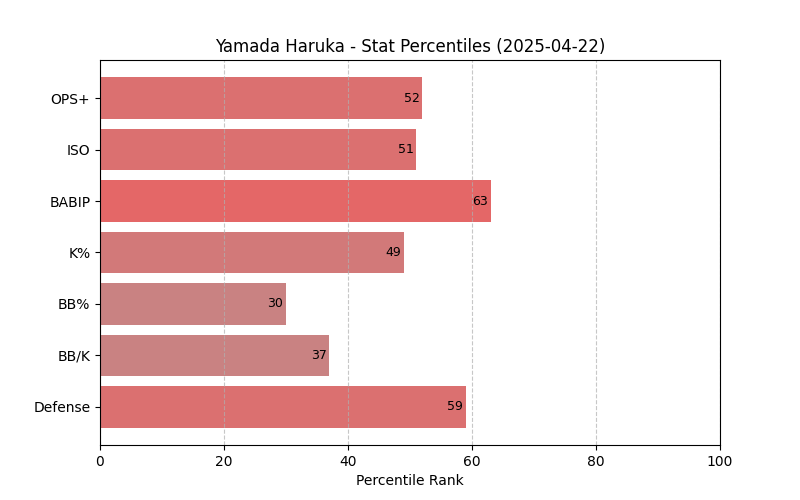 Yamada Haruka - Stat Percentiles (2025-04-22)
OPS+
52
ISO
51
BABIP
63
K%
49
BB%
30
BB/K
37
Defense
59
0 20 40 60 80 100
Percentile Rank